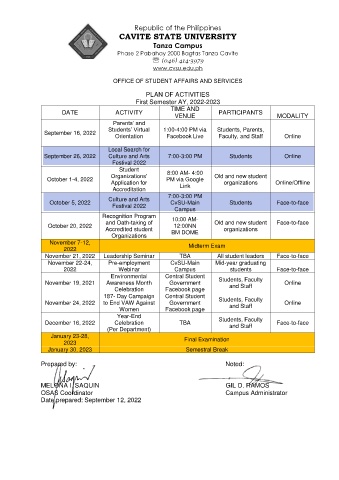 Republic of the Philippines
CAVITE STATE UNIVERSITY
Tanza Campus
Phase 2 Pabahay 2000 Bagtas Tanza Cavite
☏ (046) 414-3979
www.cvsu.edu.ph
OFFICE OF STUDENT AFFAIRS AND SERVICES
PLAN OF ACTIVITIES
First Semester AY, 2022-2023
DATE ACTIVITY TIME AND VENUE PARTICIPANTS MODALITY
September 16, 2022 Parents' and Students' Virtual Orientation 1:00-4:00 PM via Facebook Live Students, Parents, Faculty, and Staff Online
September 26, 2022 Local Search for Culture and Arts Festival 2022 7:00-3:00 PM Students Online
October 1-4, 2022 Student Organizations' Application for Accreditation 8:00 AM- 4:00 PM via Google Link Old and new student organizations Online/Offline
October 5, 2022 Culture and Arts Festival 2022 7:00-3:00 PM CvSU-Main Campus Students Face-to-face
October 20, 2022 Recognition Program and Oath-taking of Accredited student Organizations 10:00 AM- 12:00NN BM DOME Old and new student organizations Face-to-face
November 7-12, 2022 Midterm Exam
November 21, 2022 Leadership Seminar TBA All student leaders Face-to-face
November 22-24, 2022 Pre-employment Webinar CvSU-Main Campus Mid-year graduating students Face-to-face
November 19, 2021 Environmental Awareness Month Celebration Central Student Government Facebook page Students, Faculty and Staff Online
November 24, 2022 187- Day Campaign to End VAW Against Women Central Student Government Facebook page Students, Faculty and Staff Online
December 16, 2022 Year-End Celebration (Per Department) TBA Students, Faculty and Staff Face-to-face
January 23-28, 2023 Final Examination
January 30, 2023 Semestral Break
Prepared by: Noted:
MELONA I. SAQUIN GIL D. RAMOS
OSAS Coordinator Campus Administrator
Date prepared: September 12, 2022